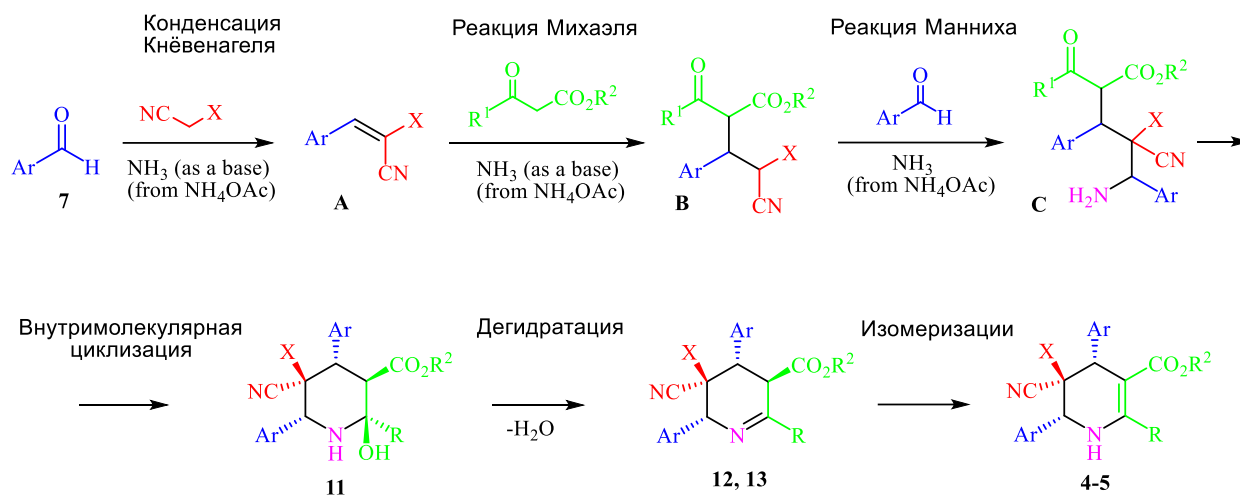 Конденсация
Кнёвенагеля
Реакция Михаэля
Реакция Манниха
O
Ar
H
7
NC
X
NH3 (as a base)
(from NH4OAc)
Ar
X
CN
A
O
R1
CO2R2
NH3 (as a base)
(from NH4OAc)
O
R1
CO2R2
Ar
X
CN
B
O
Ar
H
NH3
(from NH4OAc)
O
R1
CO2R2
X
Ar
CN
H2N
Ar
C
Внутримолекулярная
циклизация
Ar
X
CO2R2
NC
Ar
N
H
R
OH
11
Дегидратация
-H2O
Ar
X
CO2R2
NC
Ar
N
R
12, 13
Изомеризации
Ar
X
CO2R2
NC
Ar
N
H
R
4-5